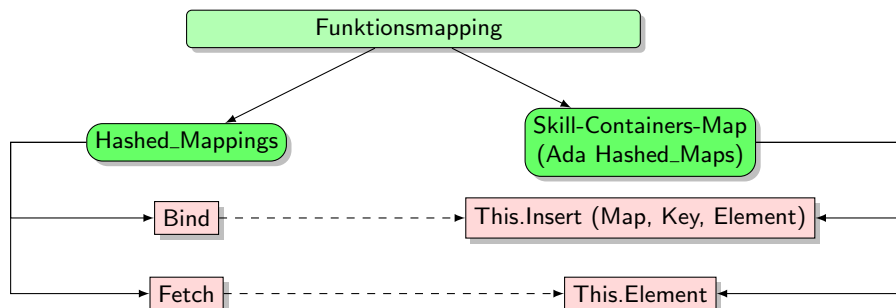 Funktionsmapping
Hashed_Mappings
Skill-Containers-Map
(Ada Hashed_Maps)
Bind
This.Insert (Map, Key, Element)
Fetch
This.Element